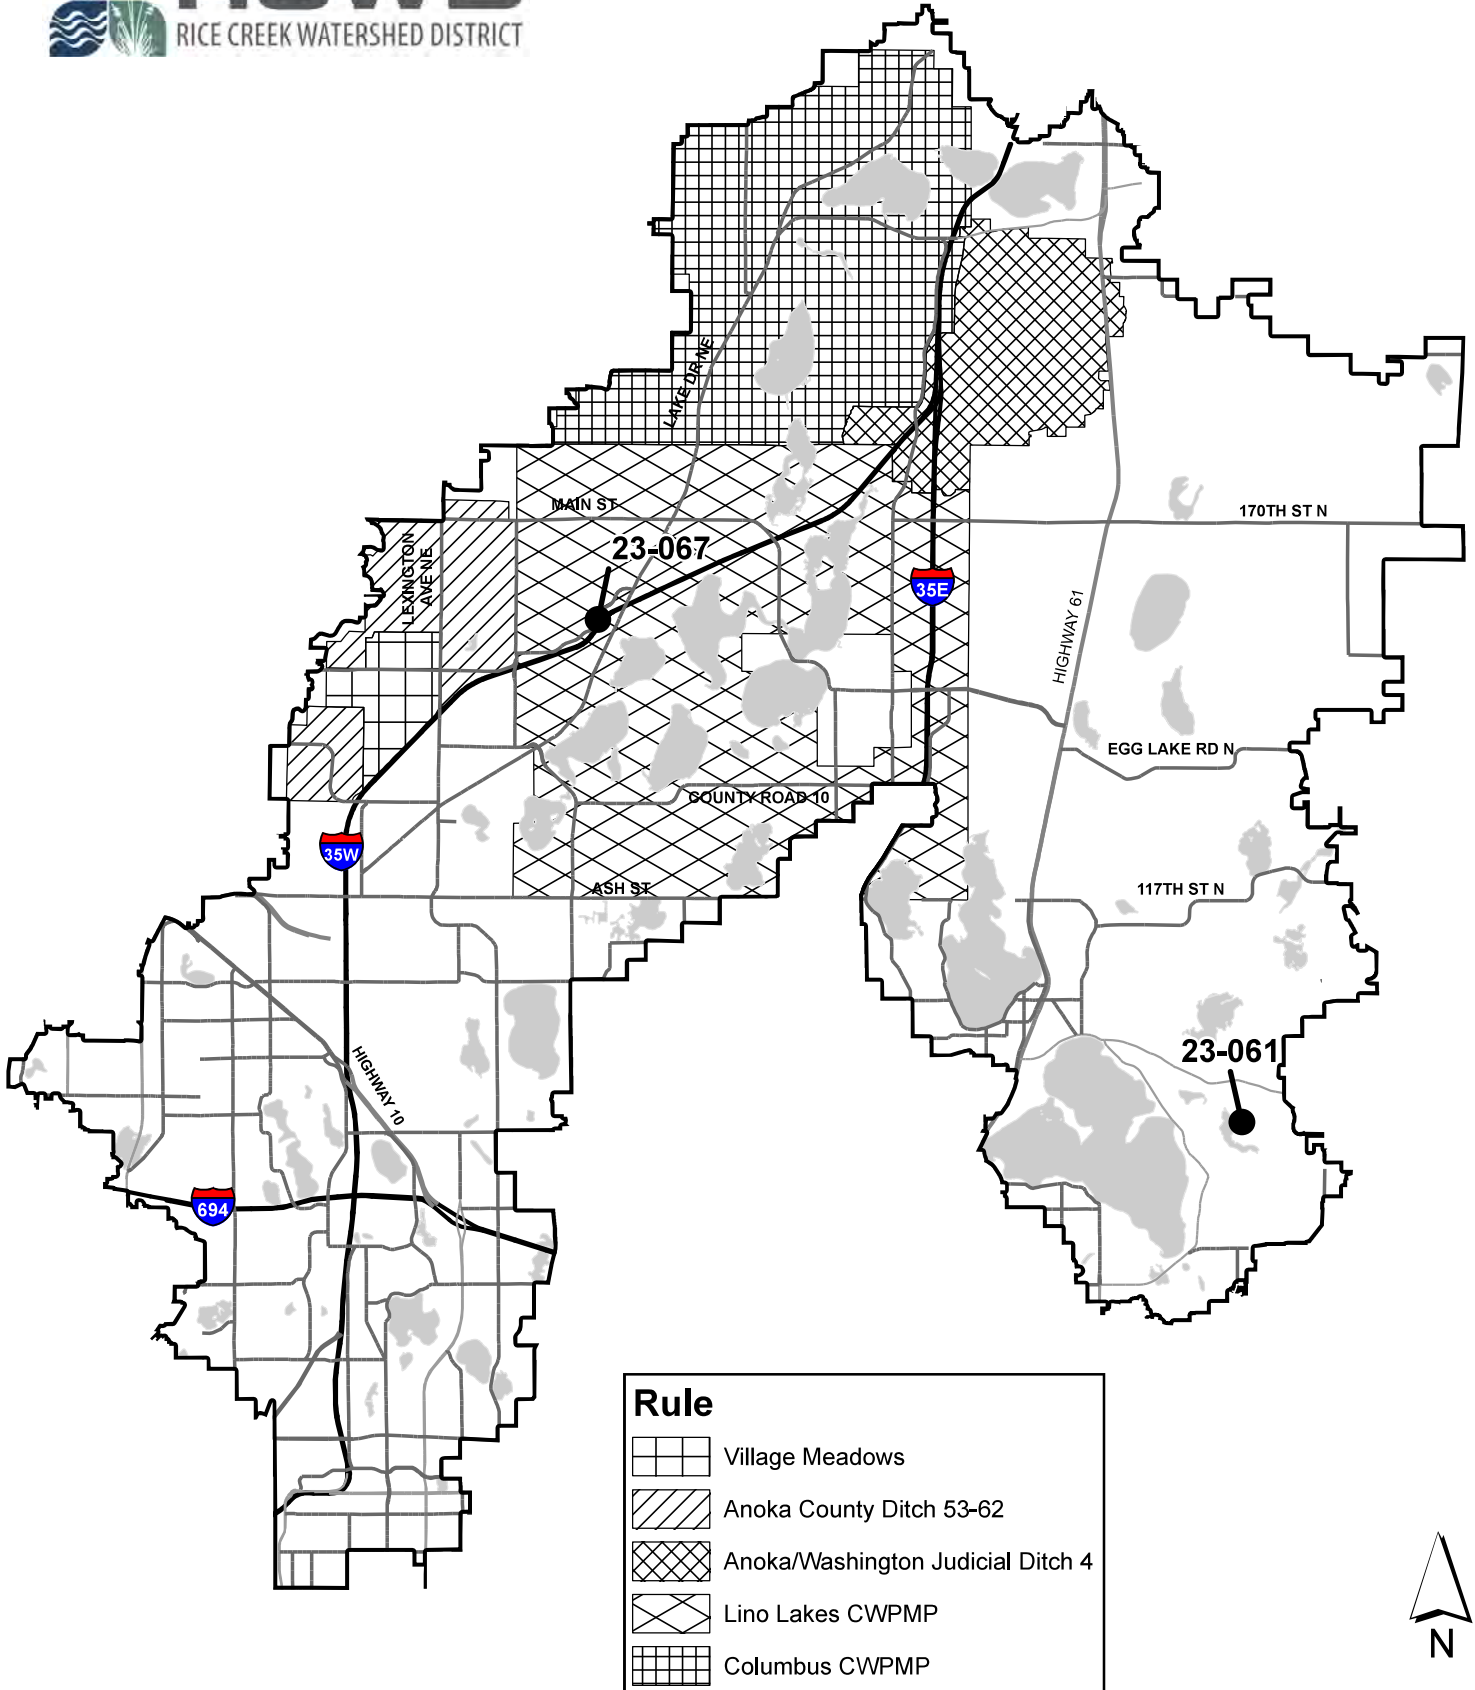 RICE CREEK WATERSHED DISTRICT
LAKE DR NE
MAIN ST
170TH ST N
23-067
LEXINGTON
AVE NE
35E
HIGHWAY 61
EGG LAKE RD N
COUNTY ROAD 10
35W
ASH ST
117TH ST N
23-061
HIGHWAY 10
694
Rule
Village Meadows
Anoka County Ditch 53-62
Anoka/Washington Judicial Ditch 4
Lino Lakes CWPMP
Columbus CWPMP
N